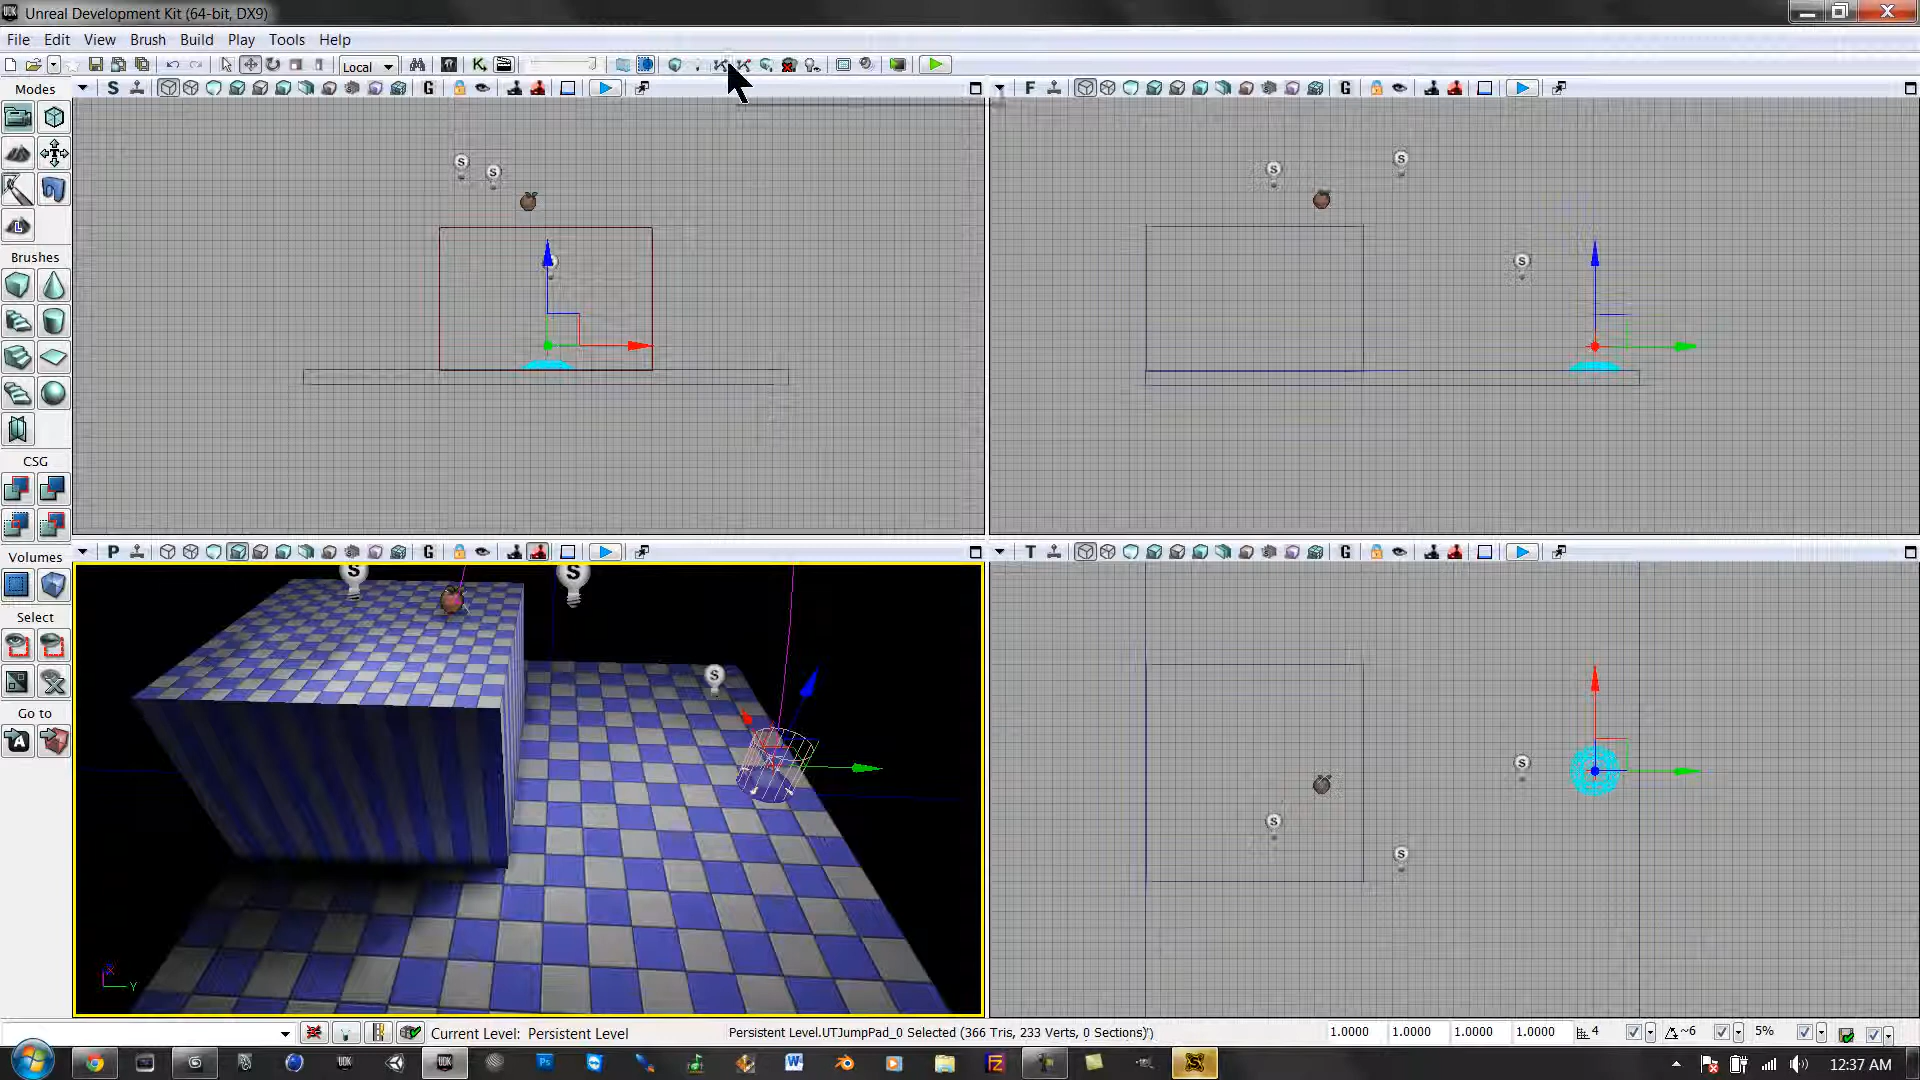 Unreal Development Kit (64-bit, DX9)
File Edit View Brush Build Play Tools Help
Local
Modes
S G
F G
L
Brushes
CSG
Volumes
P G
T G
Select
Go to
A
S S
S
S
S S
S
S
S
S
X
Y
Current Level: Persistent Level
Persistent Level.UTJumpPad_0 Selected (366 Tris, 233 Verts, 0 Sections)')
1.0000 1.0000 1.0000 1.0000 4 ~6 5%
12:37 AM